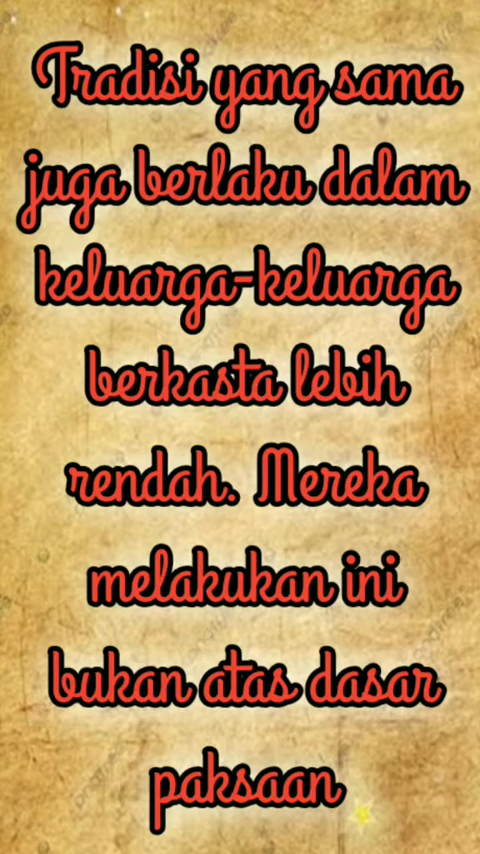 Tradisi yang sama
juga berlaku dalam
keluarga-keluarga
berkasta lebih
rendah. Mereka
melakukan ini
bukan atas dasar
paksaan